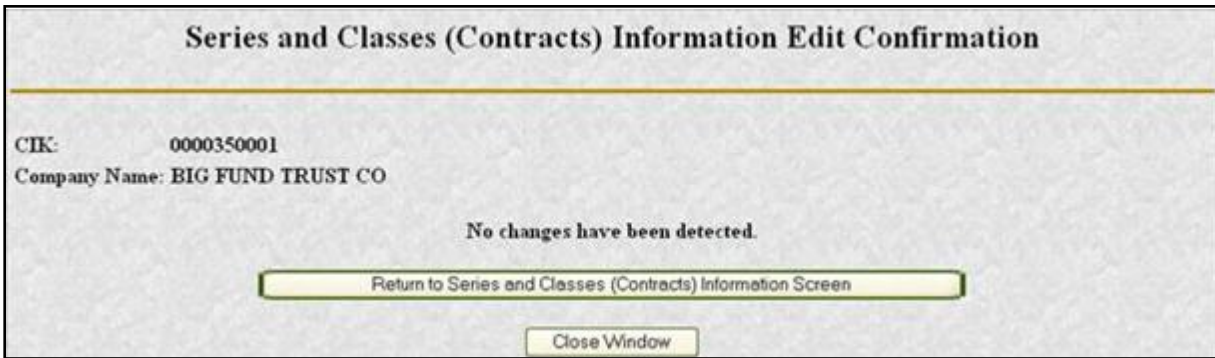 Series and Classes (Contracts) Information Edit Confirmation
CIK: 0000350001
Company Name: BIG FUND TRUST CO
No changes have been detected.
Return to Series and Classes (Contracts) Information Screen
Close Window